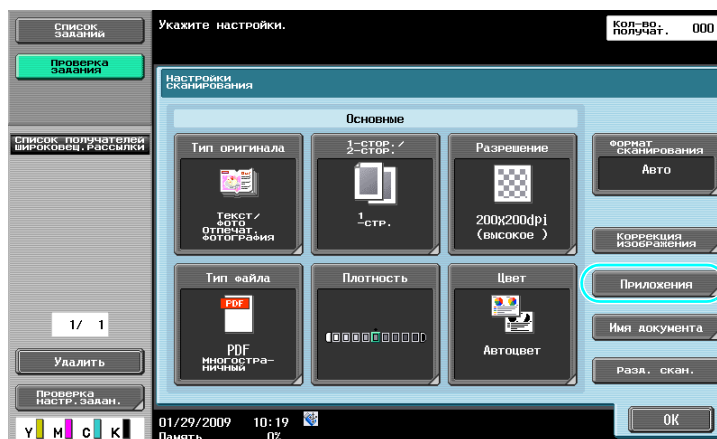 Список
заданий
Проверка
задания
Список получателей
широковещ.рассылки
1/ 1
Удалить
Проверка
настр.задан.
Y M C K
Укажите настройки.
Кол-во.
получат.
000
Настройки
сканирования
Основные
Тип оригинала
Текст/
фото
отпечат.
фотография
1-стор./
2-стор.
1
-стр.
Разрешение
200X200dpi
(высокое )
Формат
сканирования
Авто
Коррекция
изображения
Тип файла
PDF
PDF
многостра-
ничный
Плотность
Цвет
Автоцвет
Приложения
Имя документа
Разд. скан.
OK
01/29/2009 10:19
Память 0%